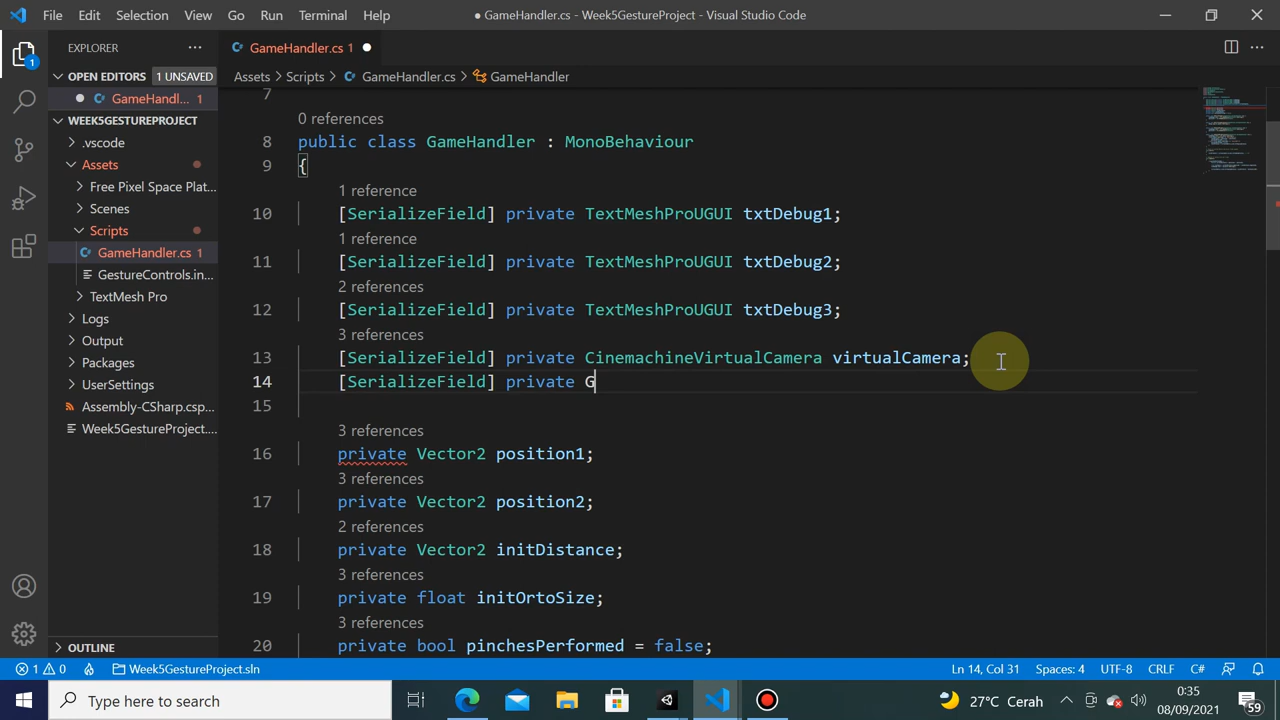 File Edit Selection View Go Run Terminal Help
● GameHandler.cs - Week5GestureProject - Visual Studio Code
EXPLORER
OPEN EDITORS 1 UNSAVED
GameHandl... 1
WEEK5GESTUREPROJECT
.vscode
Assets
Free Pixel Space Plat...
Scenes
Scripts
GameHandler.cs 1
GestureControls.in...
TextMesh Pro
Logs
Output
Packages
UserSettings
Assembly-CSharp.csp...
Week5GestureProject....
OUTLINE
1
GameHandler.cs 1
Assets > Scripts > GameHandler.cs > GameHandler
7
0 references
8 public class GameHandler : MonoBehaviour
9 {
1 reference
10 [SerializeField] private TextMeshProUGUI txtDebug1;
1 reference
11 [SerializeField] private TextMeshProUGUI txtDebug2;
2 references
12 [SerializeField] private TextMeshProUGUI txtDebug3;
3 references
13 [SerializeField] private CinemachineVirtualCamera virtualCamera;
14 [SerializeField] private G
15
3 references
16 private Vector2 position1;
3 references
17 private Vector2 position2;
2 references
18 private Vector2 initDistance;
3 references
19 private float initOrtoSize;
3 references
20 private bool pinchesPerformed = false;
1 0 Week5GestureProject.sln Ln 14, Col 31 Spaces: 4 UTF-8 CRLF C#
Type here to search
27°C Cerah
0:35
08/09/2021
59